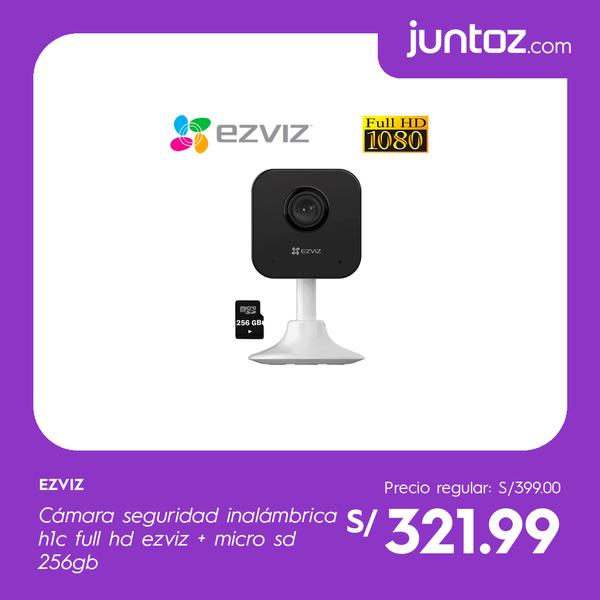 juntoz.com
ezviz
Full HD
1080
EZVIZ
micro
256 GB
EZVIZ
Precio regular: S/399.00
Cámara seguridad inalámbrica
h1c full hd ezviz + micro sd
256gb
S/ 321.99